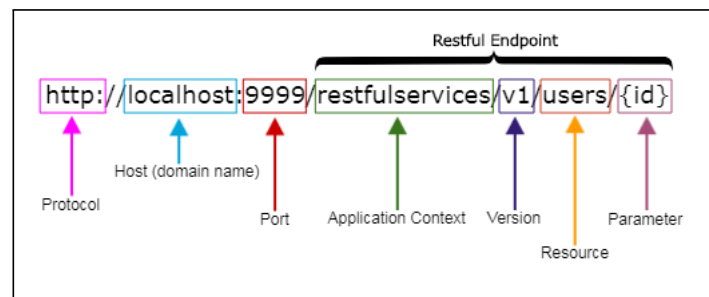 Restful Endpoint
http://localhost:9999/restfulservices/v1/users/{id}
Host (domain name)
Protocol
Port
Application Context
Version
Parameter
Resource